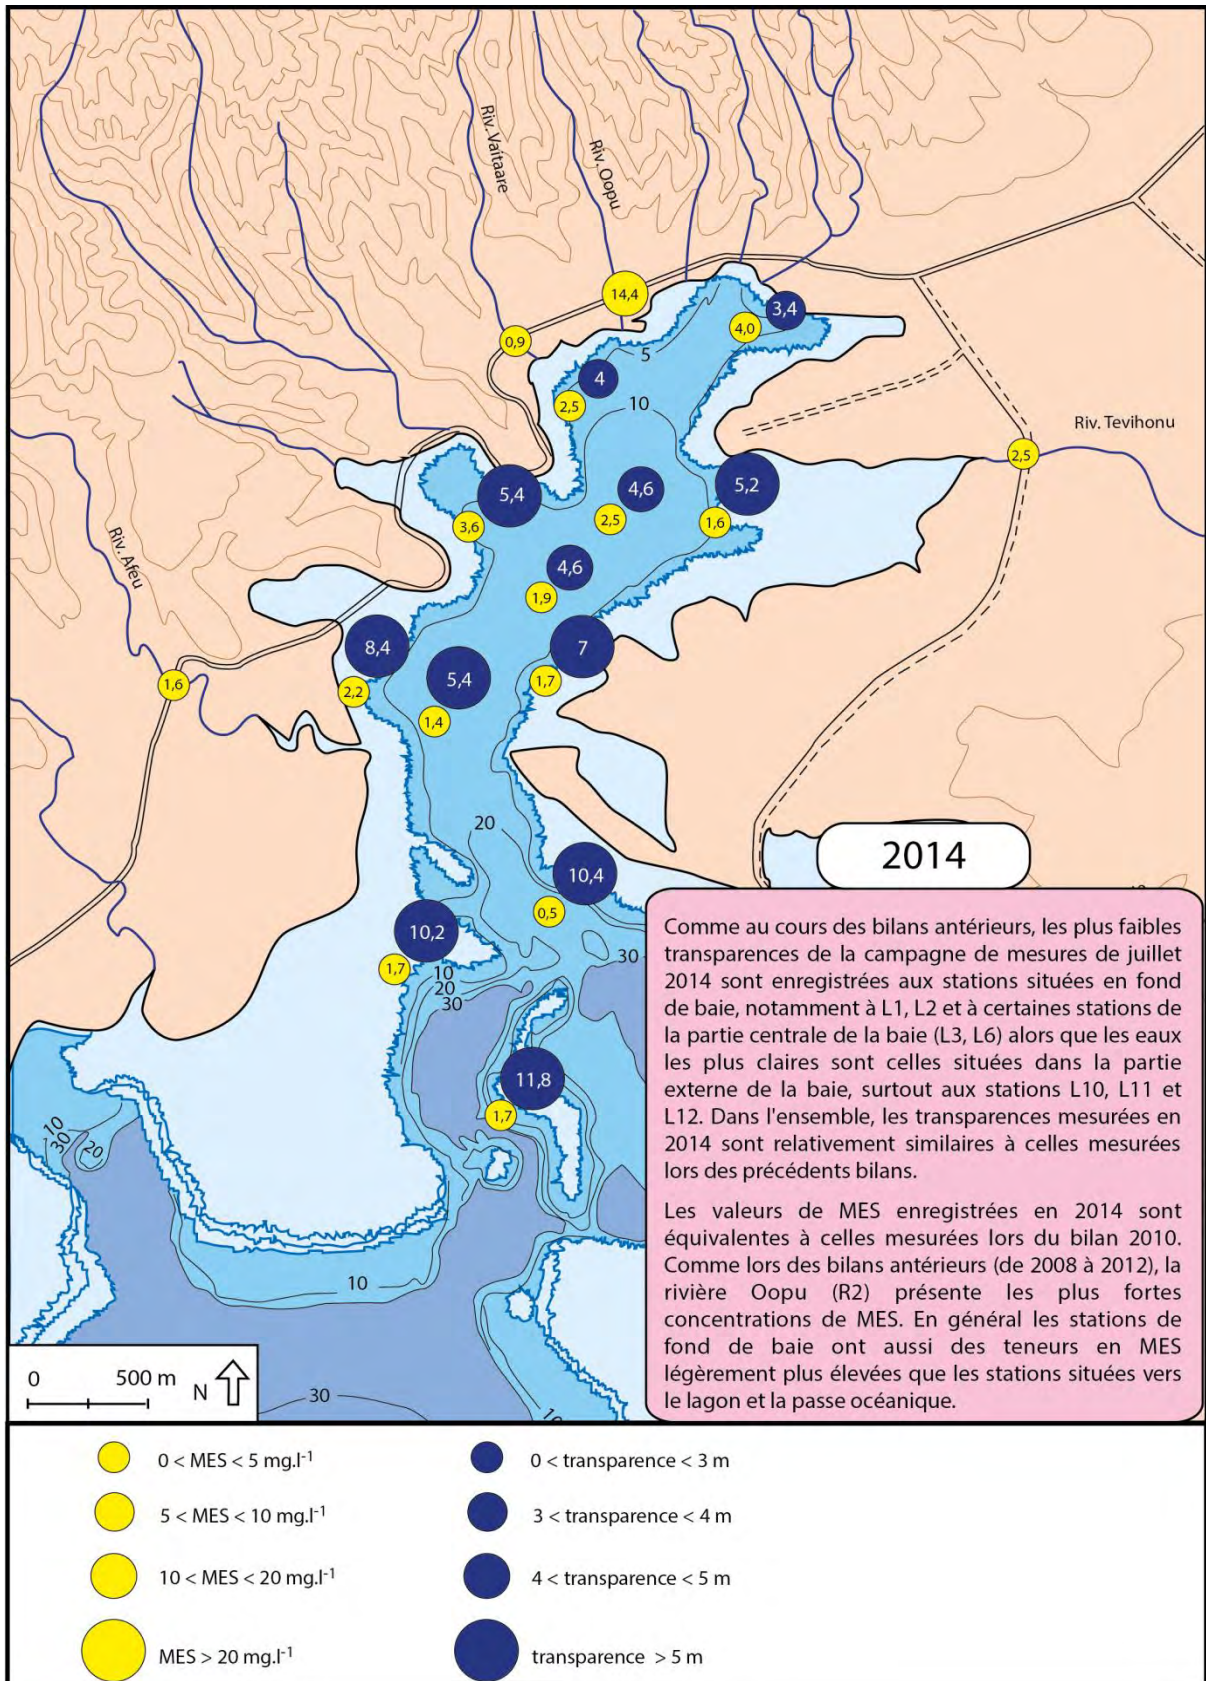 Riv. Vaitaare
Riv. Oopu
14,4
3,4
0,9
4,0
5
4
2,5
10
Riv. Tevihonu
2,5
5,4
4,6
5,2
3,6
2,5
1,6
Riv. Afeu
4,6
1,9
8,4
7
5,4
1,6
2,2
1,7
1,4
20
2014
10,4
0,5
10,2
1,7
10
20
30
30
11,8
1,7
10
30
20
10
30
10
Comme au cours des bilans antérieurs, les plus faibles
transparences de la campagne de mesures de juillet
2014 sont enregistrées aux stations situées en fond
de baie, notamment à L1, L2 et à certaines stations de
la partie centrale de la baie (L3, L6) alors que les eaux
les plus claires sont celles situées dans la partie
externe de la baie, surtout aux stations L10, L11 et
L12. Dans l'ensemble, les transparences mesurées en
2014 sont relativement similaires à celles mesurées
lors des précédents bilans.
Les valeurs de MES enregistrées en 2014 sont
équivalentes à celles mesurées lors du bilan 2010.
Comme lors des bilans antérieurs (de 2008 à 2012), la
rivière Oopu (R2) présente les plus fortes
concentrations de MES. En général les stations de
fond de baie ont aussi des teneurs en MES
légèrement plus élevées que les stations situées vers
le lagon et la passe océanique.
0 500 m N
0 < MES < 5 mg.l⁻¹
0 < transparence < 3 m
5 < MES < 10 mg.l⁻¹
3 < transparence < 4 m
10 < MES < 20 mg.l⁻¹
4 < transparence < 5 m
MES > 20 mg.l⁻¹
transparence > 5 m